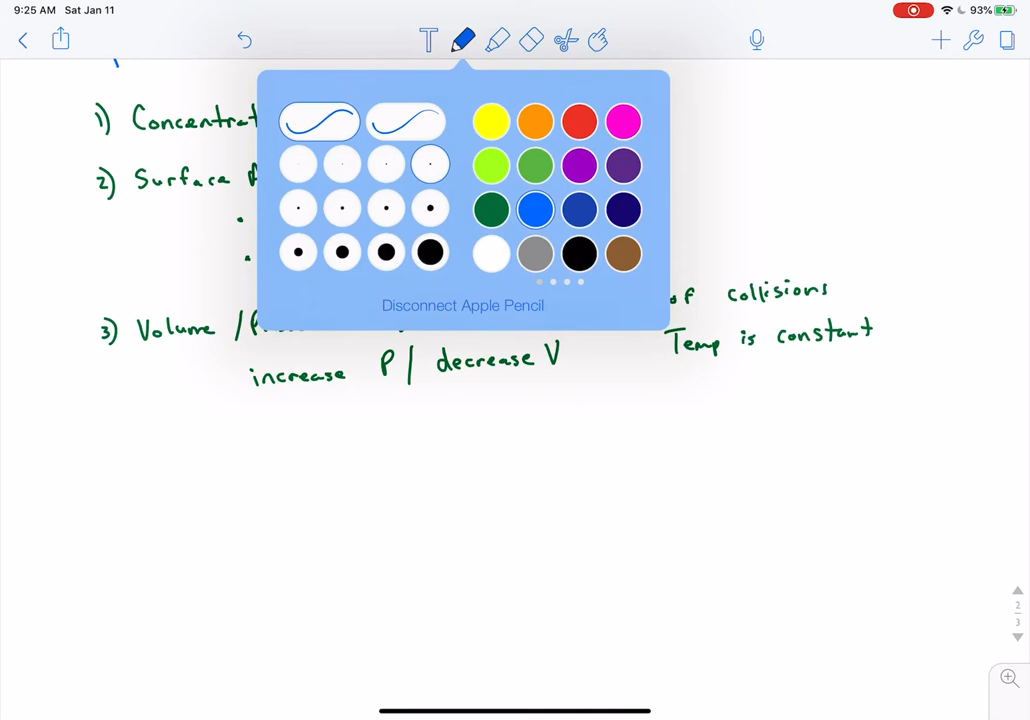 9:25 AM Sat Jan 11
93%
1) Concentrat
2) Surface
Disconnect Apple Pencil
of collisions
3) Volume /P
Temp is constant
increase P / decrease V
2
3